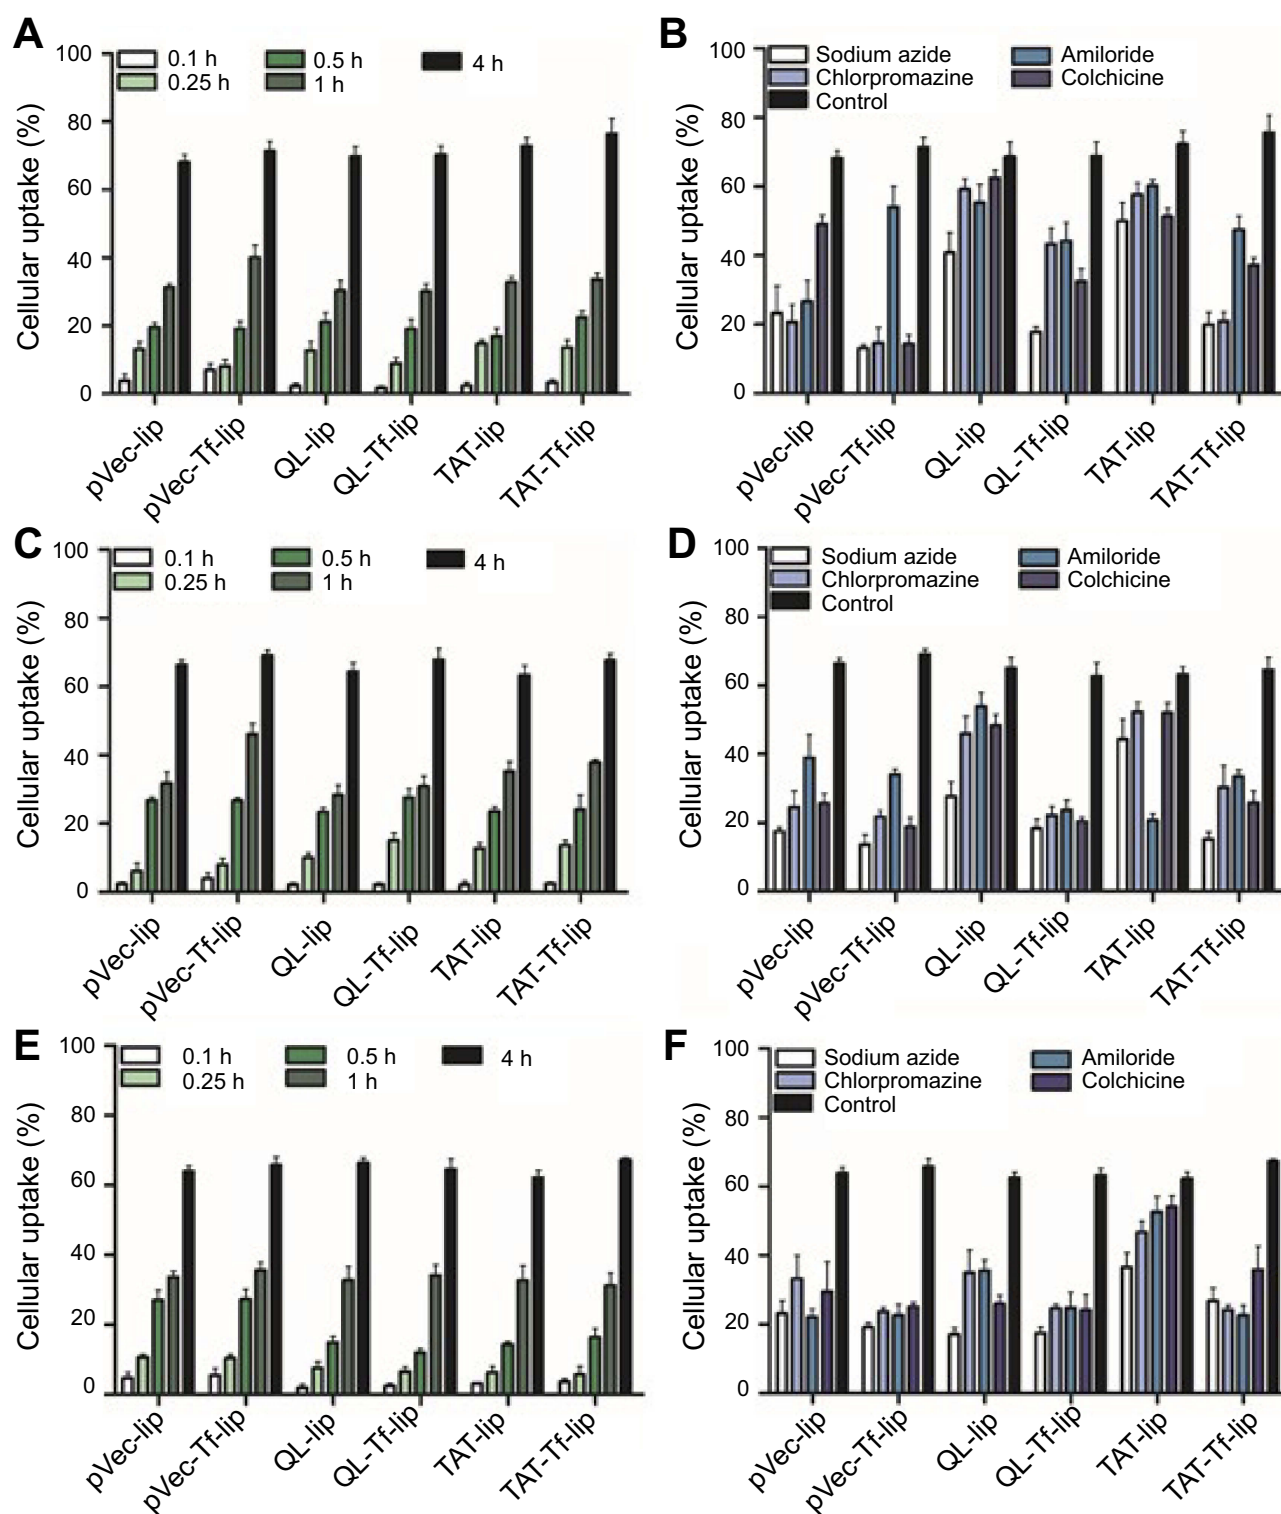 A
100
80
60
40
20
0
Cellular uptake (%)
0.1 h
0.25 h
0.5 h
1 h
4 h
pVec-lip
pVec-Tf-lip
QL-lip
QL-Tf-lip
TAT-lip
TAT-Tf-lip
B
100
80
60
40
20
0
Cellular uptake (%)
Sodium azide
Chlorpromazine
Control
Amiloride
Colchicine
pVec-lip
pVec-Tf-lip
QL-lip
QL-Tf-lip
TAT-lip
TAT-Tf-lip
C
100
80
60
40
20
0
Cellular uptake (%)
0.1 h
0.25 h
0.5 h
1 h
4 h
pVec-lip
pVec-Tf-lip
QL-lip
QL-Tf-lip
TAT-lip
TAT-Tf-lip
D
100
80
60
40
20
0
Cellular uptake (%)
Sodium azide
Chlorpromazine
Control
Amiloride
Colchicine
pVec-lip
pVec-Tf-lip
QL-lip
QL-Tf-lip
TAT-lip
TAT-Tf-lip
E
100
80
60
40
20
0
Cellular uptake (%)
0.1 h
0.25 h
0.5 h
1 h
4 h
pVec-lip
pVec-Tf-lip
QL-lip
QL-Tf-lip
TAT-lip
TAT-Tf-lip
F
100
80
60
40
20
0
Cellular uptake (%)
Sodium azide
Chlorpromazine
Control
Amiloride
Colchicine
pVec-lip
pVec-Tf-lip
QL-lip
QL-Tf-lip
TAT-lip
TAT-Tf-lip